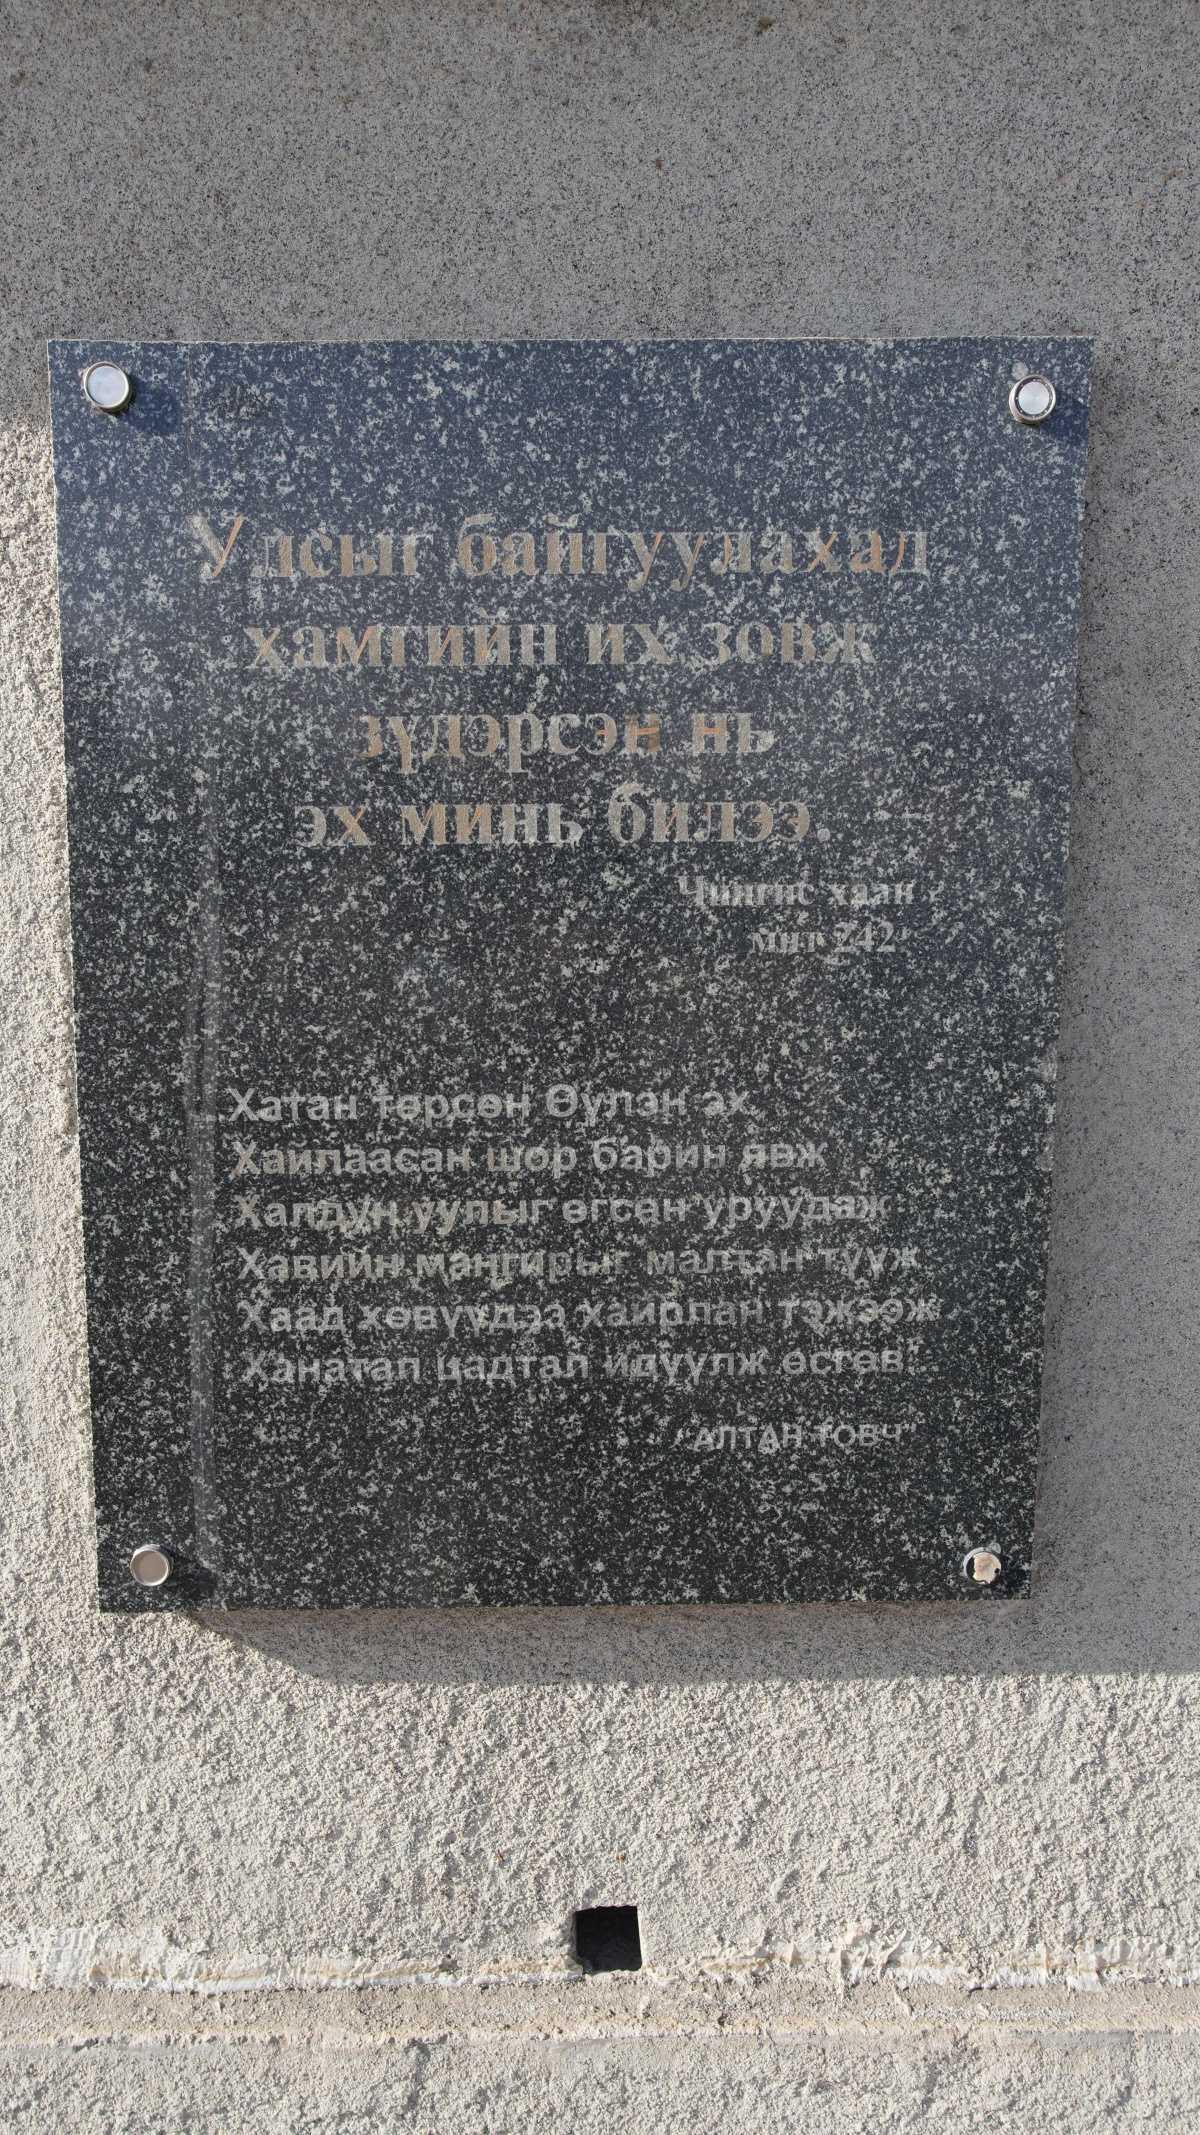 Улсыг байгуулахад
хамгийн их зовж
зүдэрсэн нь
эх минь билээ.
Чингис хаан
мнт 242
Хатан төрсөн Өүлэн эх
Хайлаасан шор барин явж
Халдун уулыг өгсөн уруудаж
Хавийн мангирыг малтан түүж
Хаад хөвүүдээ хайрлан тэжээж
Ханатал цадтал идүүлж өсгөв...
"АЛТАН ТОВЧ"